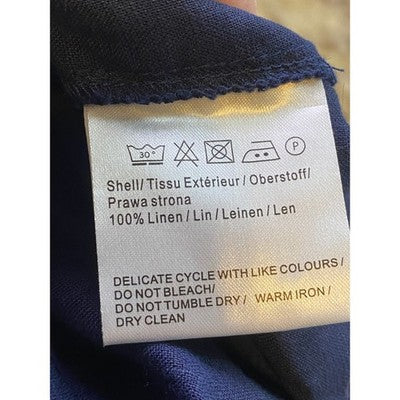 30°
P
Shell/ Tissu Extérieur / Oberstoff/
Prawa strona
100% Linen / Lin / Leinen / Len
DELICATE CYCLE WITH LIKE COLOURS /
DO NOT BLEACH/
DO NOT TUMBLE DRY / WARM IRON /
DRY CLEAN